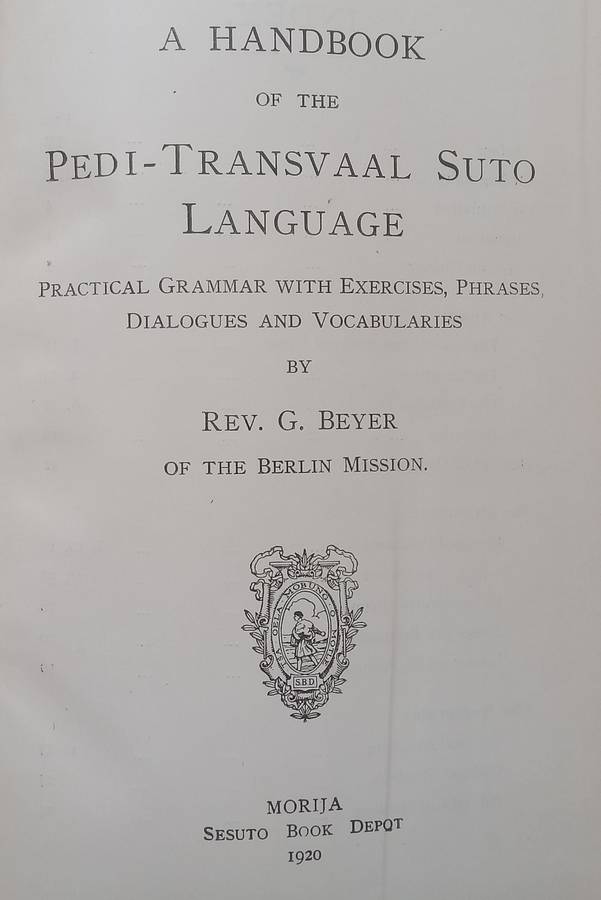 A HANDBOOK
OF THE
PEDI-TRANSVAAL SUTO
LANGUAGE
PRACTICAL GRAMMAR WITH EXERCISES, PHRASES,
DIALOGUES AND VOCABULARIES
BY
REV. G. BEYER
OF THE BERLIN MISSION.
S.B.D
MORIJA
SESUTO BOOK DEPOT
1920